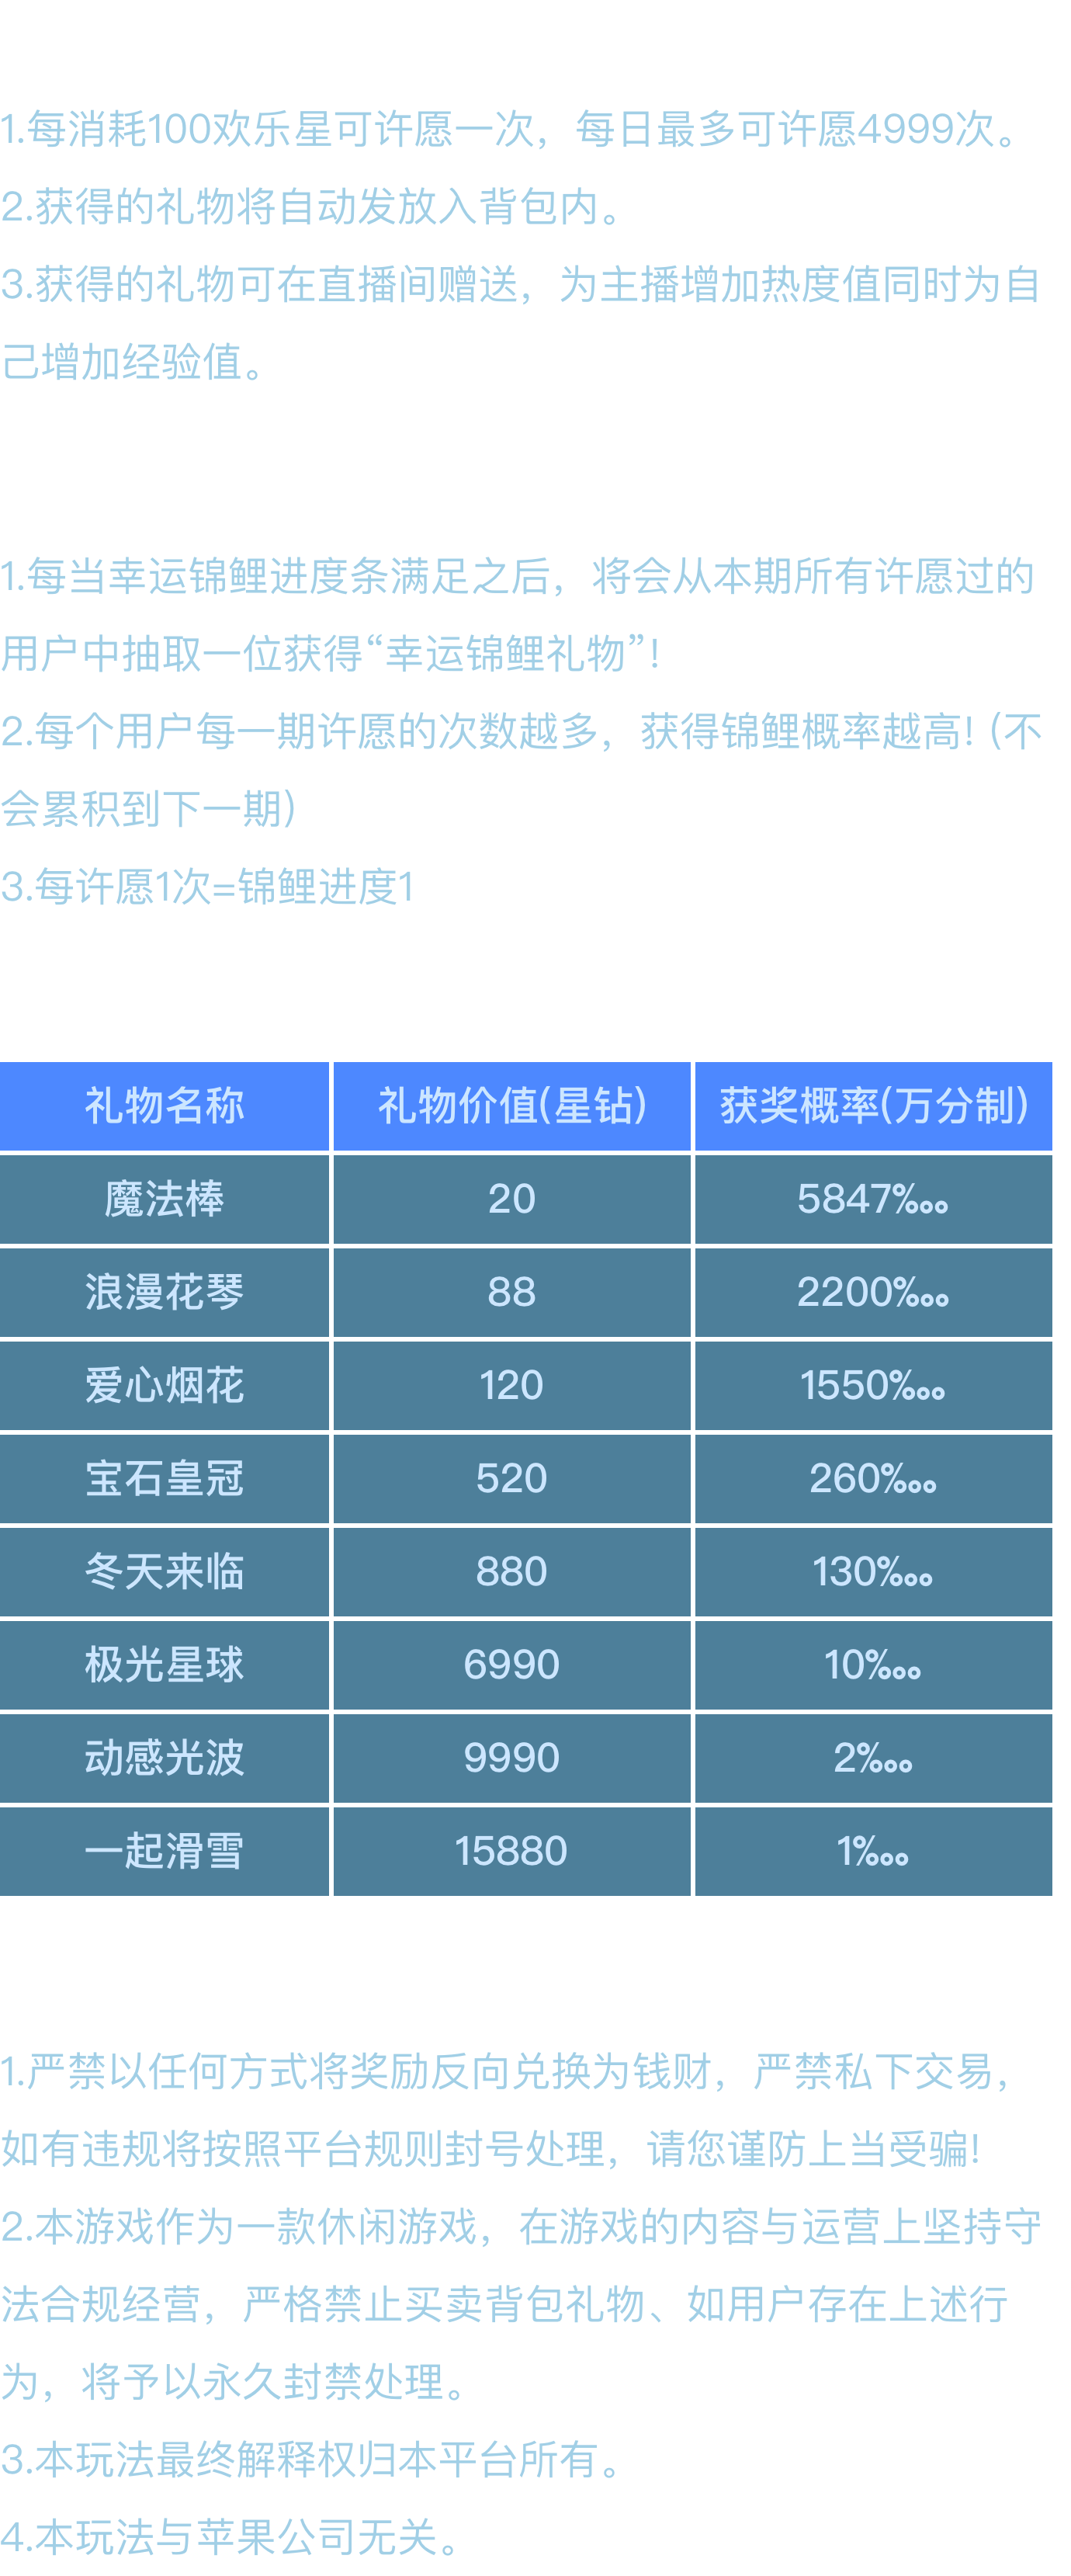 1.每消耗100欢乐星可许愿一次，每日最多可许愿4999次。
2.获得的礼物将自动发放入背包内。
3.获得的礼物可在直播间赠送，为主播增加热度值同时为自
己增加经验值。
1.每当幸运锦鲤进度条满足之后，将会从本期所有许愿过的
用户中抽取一位获得“幸运锦鲤礼物”！
2.每个用户每一期许愿的次数越多，获得锦鲤概率越高！（不
会累积到下一期）
3.每许愿1次=锦鲤进度1
礼物名称 礼物价值(星钻) 获奖概率(万分制)
魔法棒 20 5847‱
浪漫花琴 88 2200‱
爱心烟花 120 1550‱
宝石皇冠 520 260‱
冬天来临 880 130‱
极光星球 6990 10‱
动感光波 9990 2‱
一起滑雪 15880 1‱
1.严禁以任何方式将奖励反向兑换为钱财，严禁私下交易，
如有违规将按照平台规则封号处理，请您谨防上当受骗！
2.本游戏作为一款休闲游戏，在游戏的内容与运营上坚持守
法合规经营，严格禁止买卖背包礼物、如用户存在上述行
为，将予以永久封禁处理。
3.本玩法最终解释权归本平台所有。
4.本玩法与苹果公司无关。